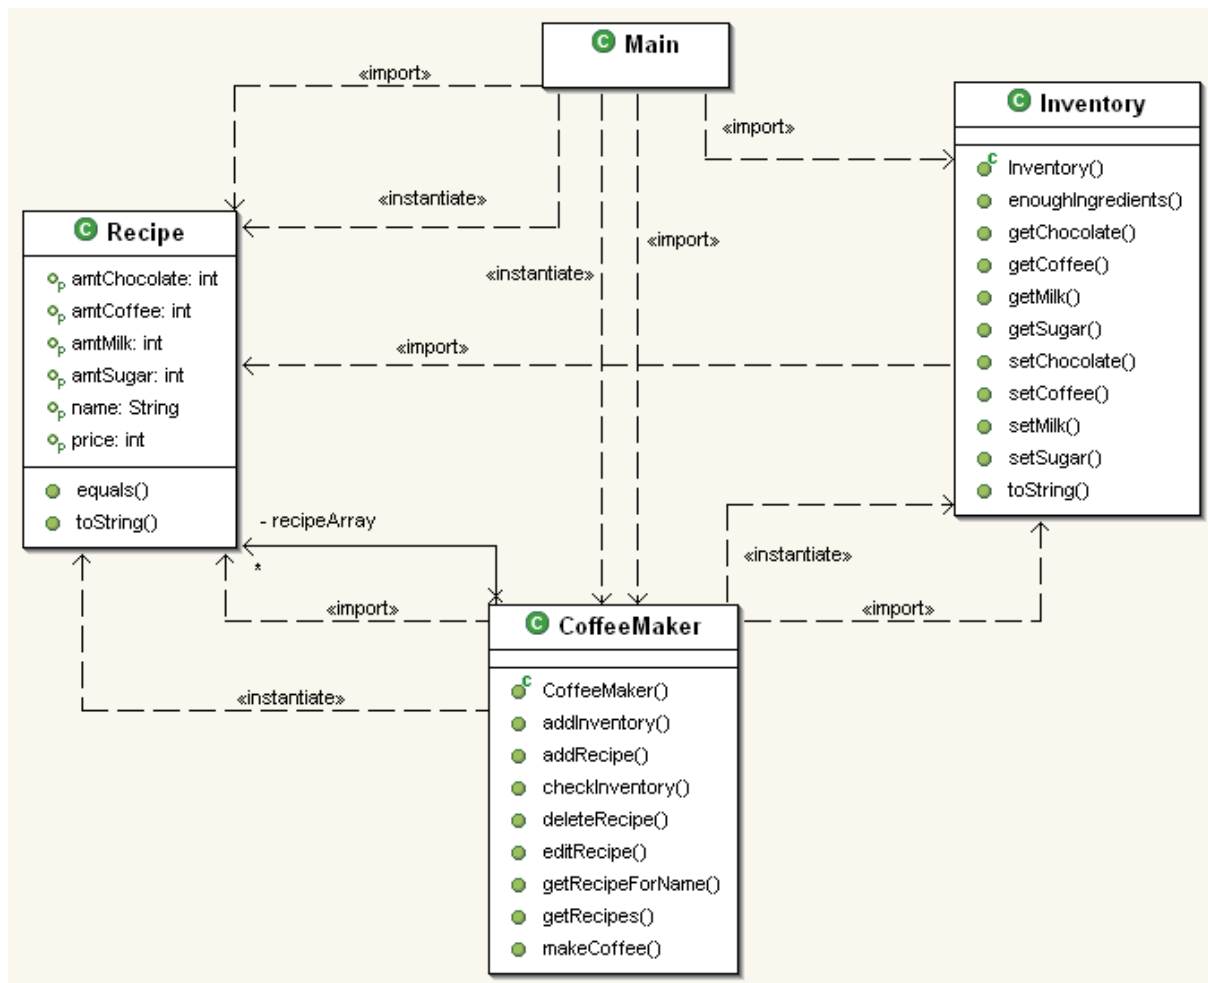 C Main
«import»
«import»
«instantiate»
«import»
«instantiate»
C Recipe
amtChocolate: int
amtCoffee: int
amtMilk: int
amtSugar: int
name: String
price: int
equals()
toString()
«import»
C Inventory
Inventory()
enoughIngredients()
getChocolate()
getCoffee()
getMilk()
getSugar()
setChocolate()
setCoffee()
setMilk()
setSugar()
toString()
- recipeArray
*
«instantiate»
«import»
«import»
«instantiate»
C CoffeeMaker
CoffeeMaker()
addInventory()
addRecipe()
checkInventory()
deleteRecipe()
editRecipe()
getRecipeForName()
getRecipes()
makeCoffee()